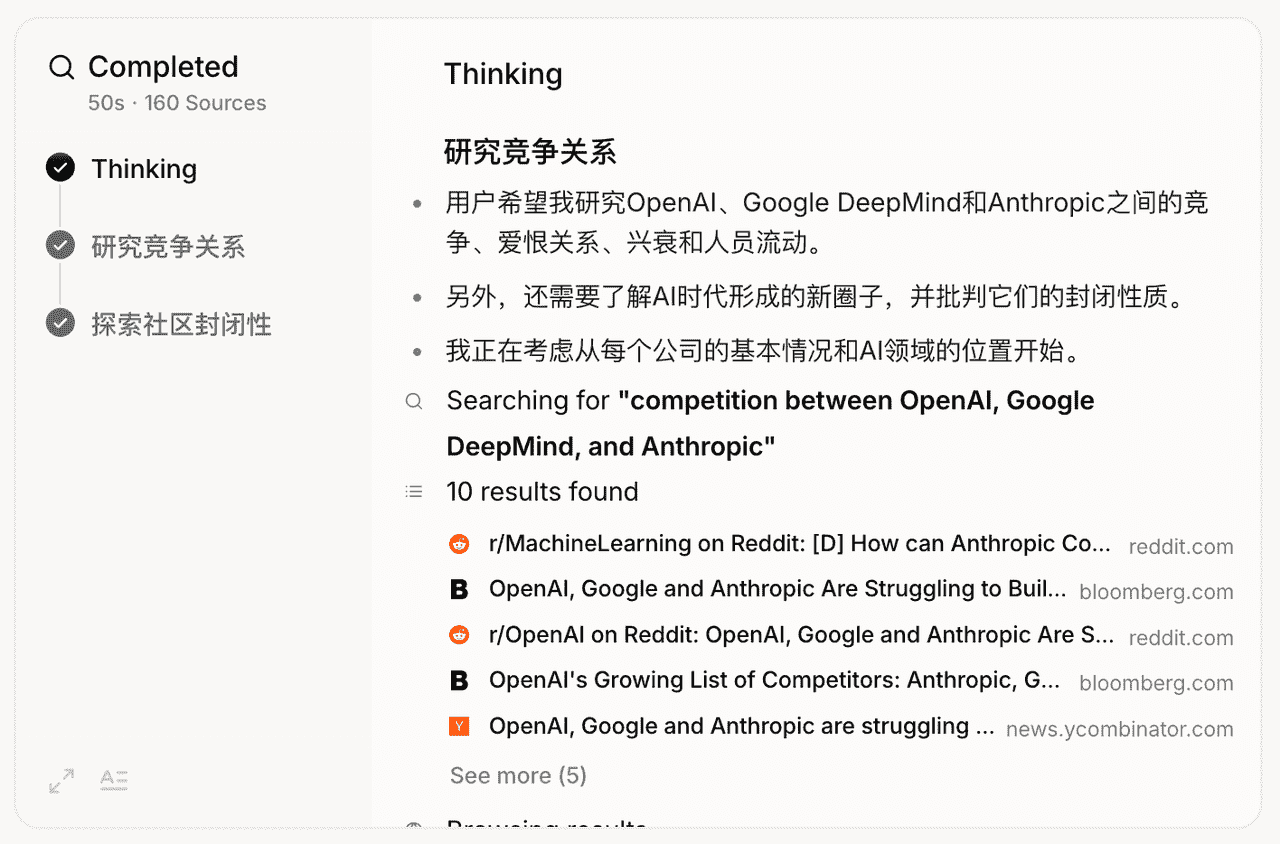 Completed
50s · 160 Sources
Thinking
研究竞争关系
探索社区封闭性
Thinking
研究竞争关系
用户希望我研究OpenAI、Google DeepMind和Anthropic之间的竞
争、爱恨关系、兴衰和人员流动。
另外，还需要了解AI时代形成的新圈子，并批判它们的封闭性质。
我正在考虑从每个公司的基本情况和AI领域的位置开始。
Searching for "competition between OpenAI, Google
DeepMind, and Anthropic"
10 results found
r/MachineLearning on Reddit: [D] How can Anthropic Co... reddit.com
B OpenAI, Google and Anthropic Are Struggling to Buil... bloomberg.com
r/OpenAI on Reddit: OpenAI, Google and Anthropic Are S... reddit.com
B OpenAI's Growing List of Competitors: Anthropic, G... bloomberg.com
Y OpenAI, Google and Anthropic are struggling ... news.ycombinator.com
See more (5)
Browsing results